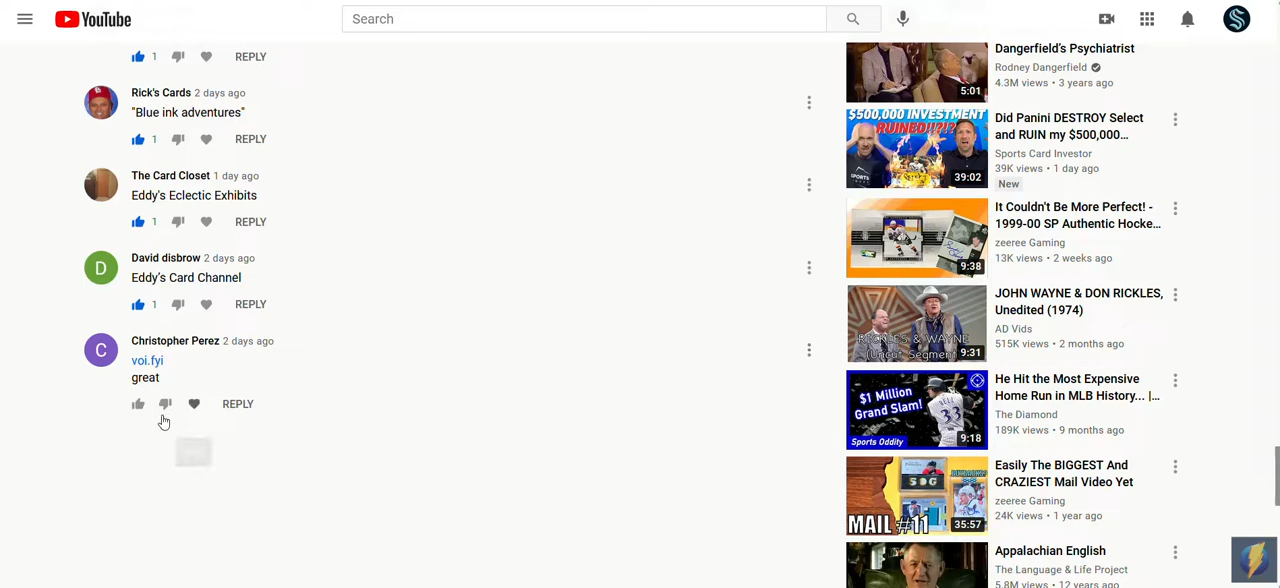 YouTube
Search
1 REPLY
Rick's Cards 2 days ago
"Blue ink adventures"
1 REPLY
The Card Closet 1 day ago
Eddy's Eclectic Exhibits
1 REPLY
David disbrow 2 days ago
D
Eddy's Card Channel
1 REPLY
Christopher Perez 2 days ago
C
voi.fyi
great
REPLY
Dangerfield's Psychiatrist
Rodney Dangerfield
4.3M views • 3 years ago
5:01
$500,000 INVESTMENT
RUINED!!?!?
SPORTS
39:02
Did Panini DESTROY Select
and RUIN my $500,000...
Sports Card Investor
39K views • 1 day ago
New
9:38
It Couldn't Be More Perfect! -
1999-00 SP Authentic Hocke...
zeeree Gaming
13K views • 2 weeks ago
RICKLES & WAYNE
(Uncut Segment)
9:31
JOHN WAYNE & DON RICKLES,
Unedited (1974)
AD Vids
515K views • 2 months ago
$1 Million
Grand Slam!
BELL
33
Sports Oddity
9:18
He Hit the Most Expensive
Home Run in MLB History... |...
The Diamond
189K views • 9 months ago
500
MAIL #11
35:57
Easily The BIGGEST And
CRAZIEST Mail Video Yet
zeeree Gaming
24K views • 1 year ago
Appalachian English
The Language & Life Project
5.8M views • 12 years ago